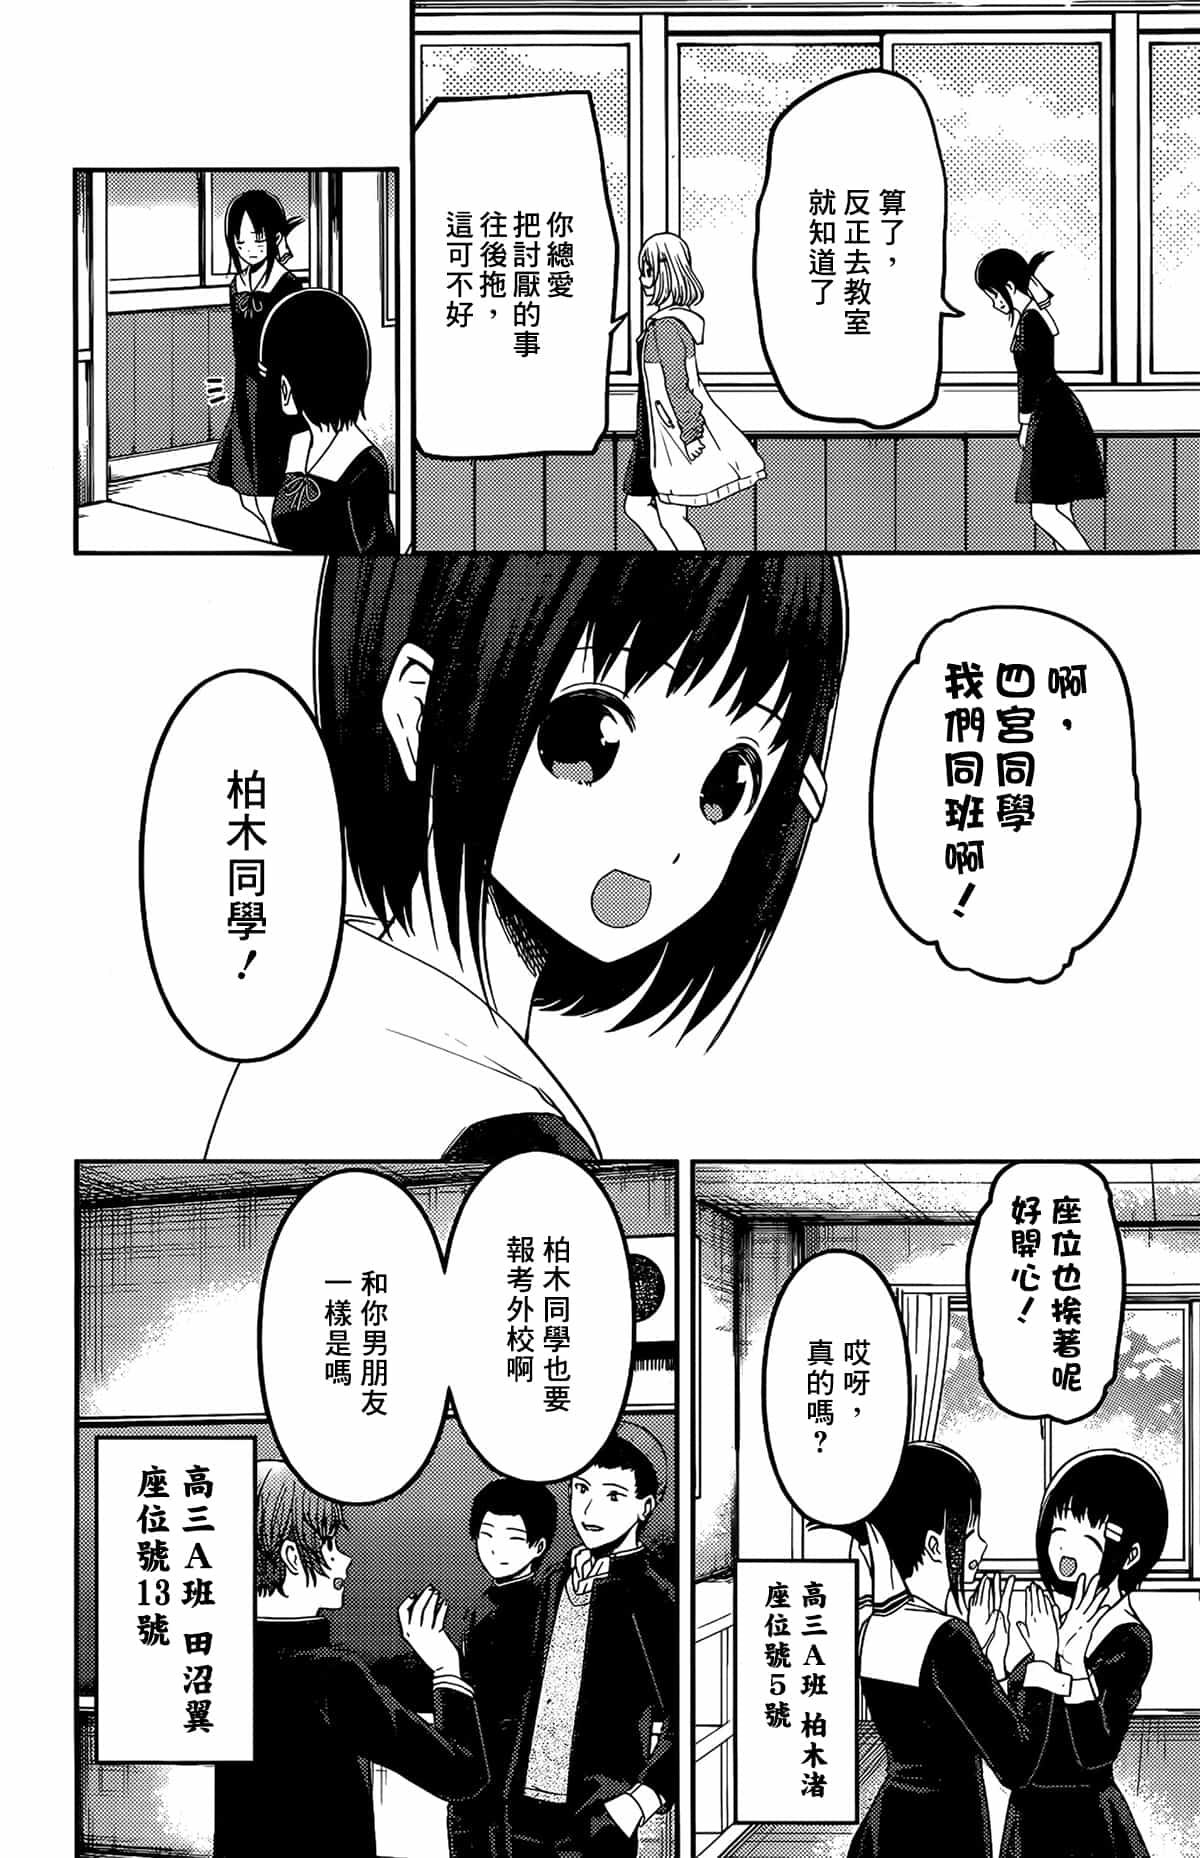 算了，
反正去教室
就知道了
你總愛
把討厭的事
往後拖，
這可不好
啊，
四宮同學
我們同班啊！
柏木同學！
座位也挨著呢
好開心！
哎呀，
真的嗎？
高三A班 柏木渚
座位號5號
柏木同學也要
報考外校啊
和你男朋友
一樣是嗎
高三A班 田沼翼
座位號13號